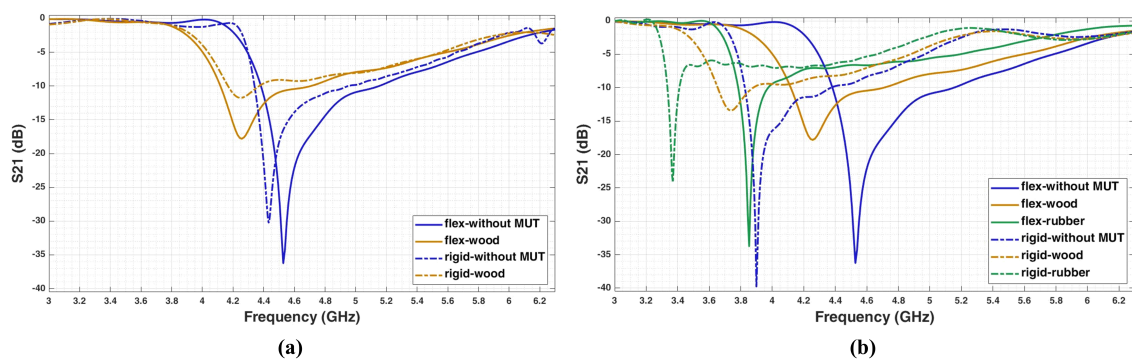 S21 (dB)
0
-5
-10
-15
-20
-25
-30
-35
-40
flex-without MUT
flex-wood
rigid-without MUT
rigid-wood
3 3.2 3.4 3.6 3.8 4 4.2 4.4 4.6 4.8 5 5.2 5.4 5.6 5.8 6 6.2
Frequency (GHz)
(a)
S21 (dB)
0
-5
-10
-15
-20
-25
-30
-35
-40
flex-without MUT
flex-wood
flex-rubber
rigid-without MUT
rigid-wood
rigid-rubber
3 3.2 3.4 3.6 3.8 4 4.2 4.4 4.6 4.8 5 5.2 5.4 5.6 5.8 6 6.2
Frequency (GHz)
(b)